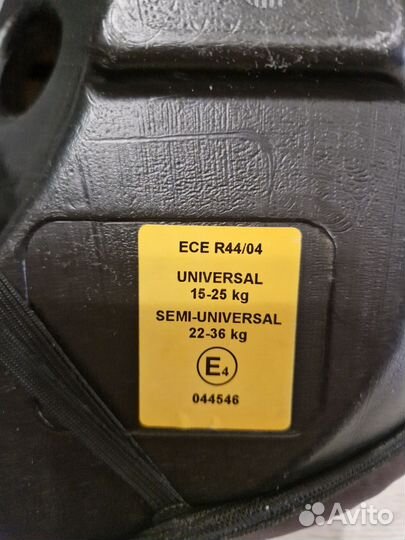 ECE R44/04
UNIVERSAL
15-25 kg
SEMI-UNIVERSAL
22-36 kg
E4
044546
Avito